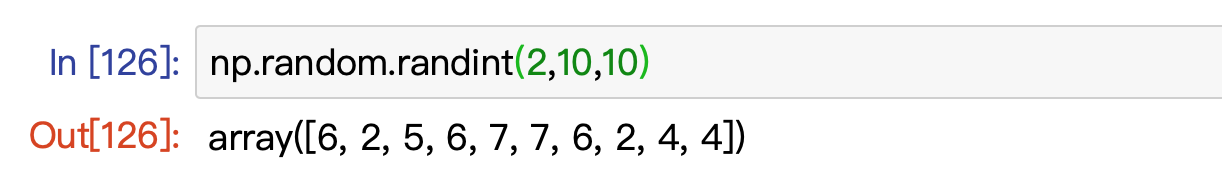 In [126]: np.random.randint(2,10,10)
Out[126]: array([6, 2, 5, 6, 7, 7, 6, 2, 4, 4])